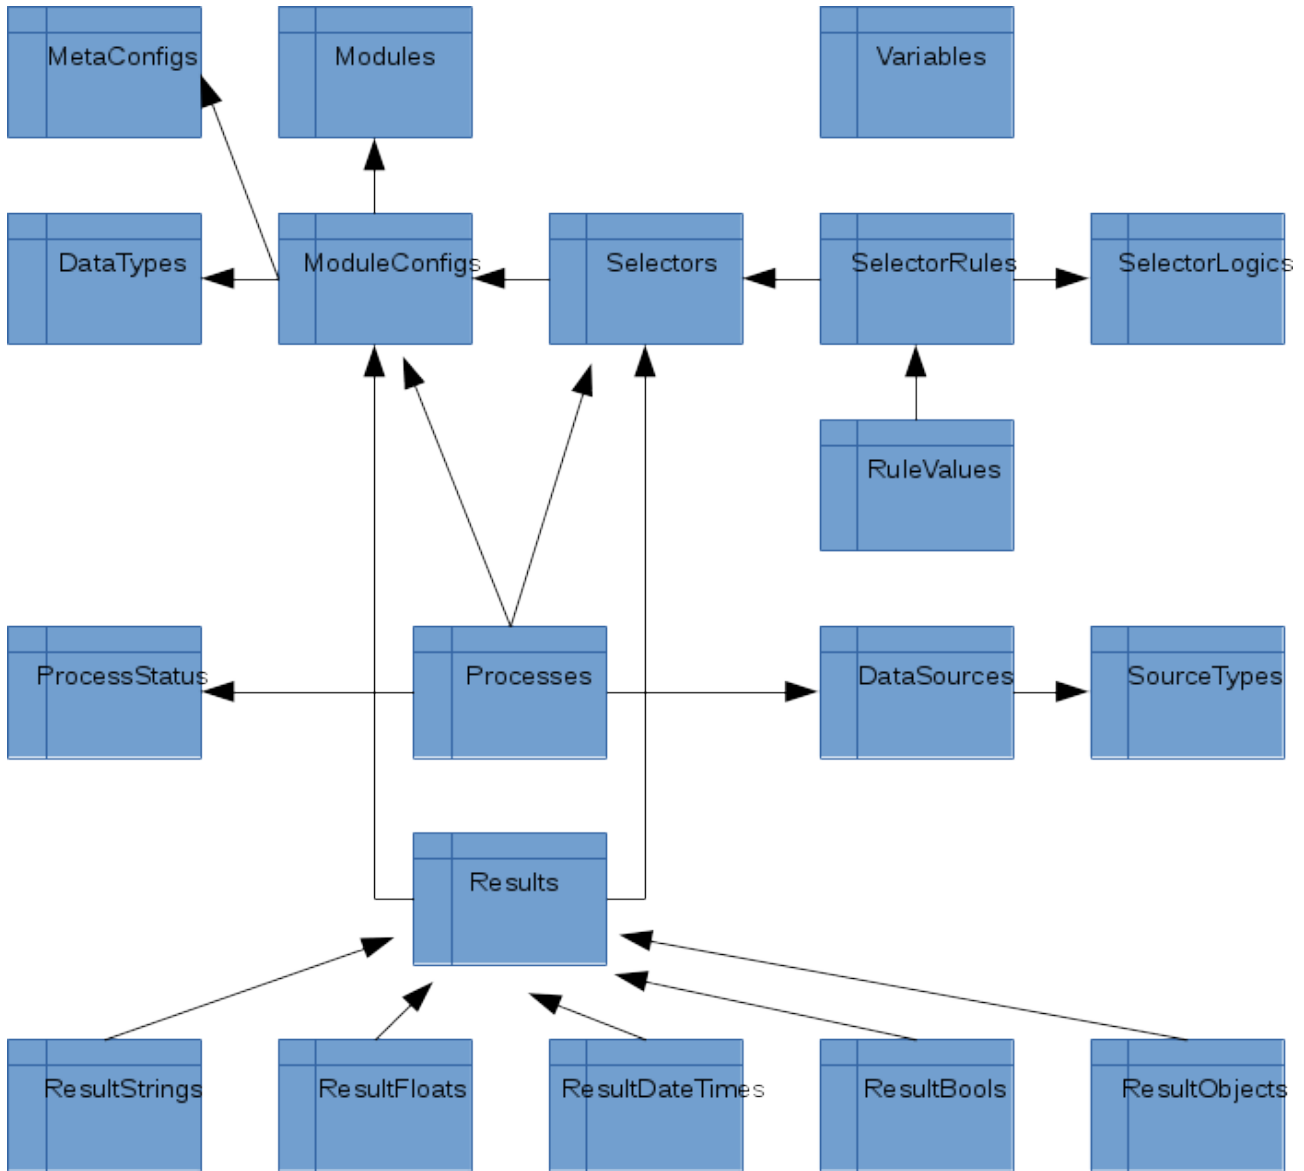 MetaConfigs
Modules
Variables
DataTypes
ModuleConfigs
Selectors
SelectorRules
SelectorLogics
RuleValues
ProcessStatus
Processes
DataSources
SourceTypes
Results
ResultStrings
ResultFloats
ResultDateTimes
ResultBools
ResultObjects